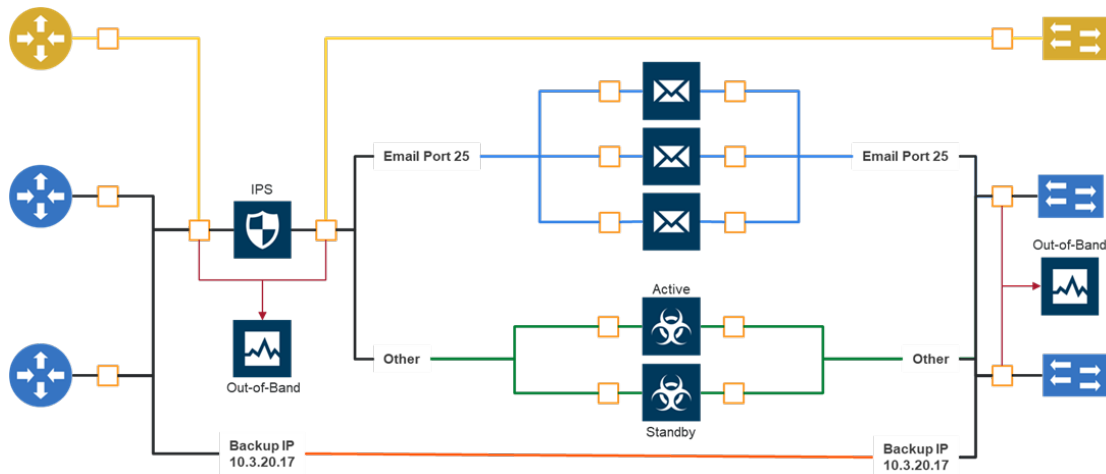 Email Port 25
Email Port 25
IPS
Out-of-Band
Active
Out-of-Band
Other
Other
Standby
Backup IP
10.3.20.17
Backup IP
10.3.20.17